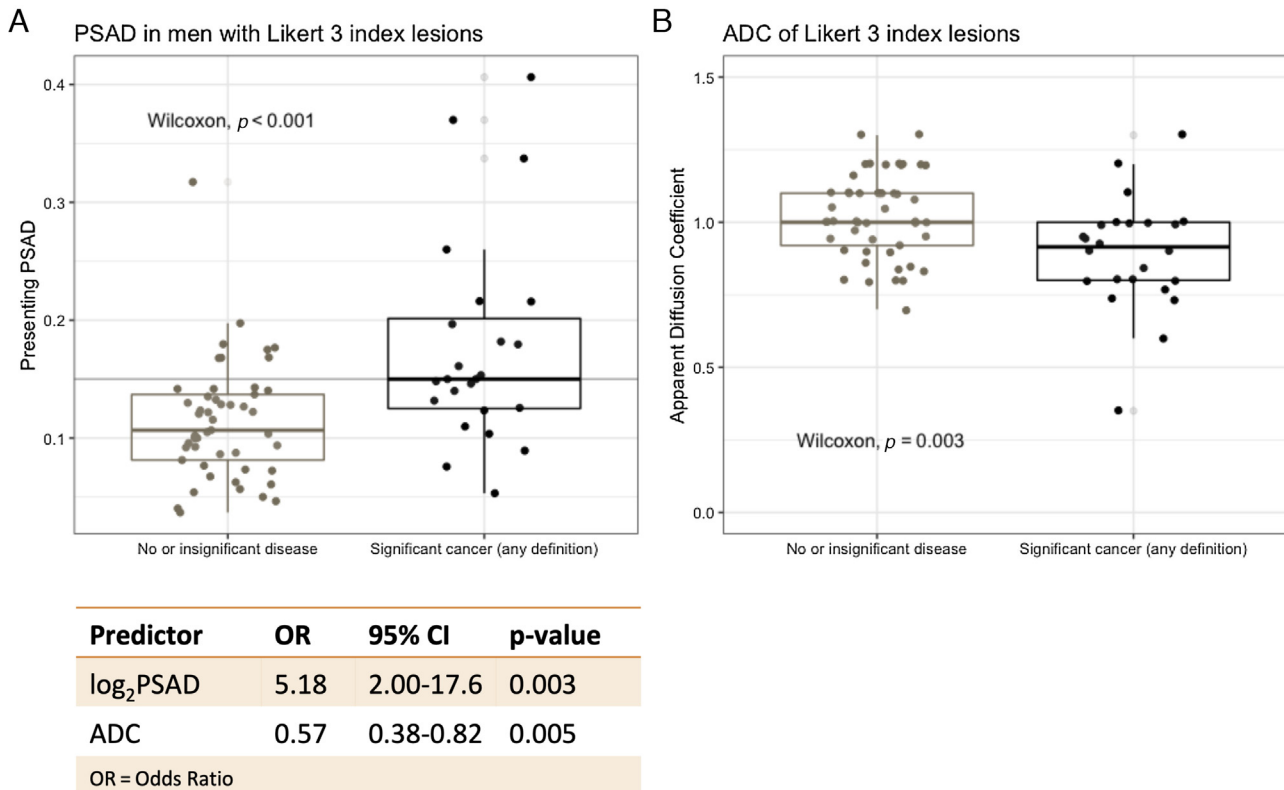 A
PSAD in men with Likert 3 index lesions
0.4
0.3
0.2
0.1
Presenting PSAD
Wilcoxon, p < 0.001
No or insignificant disease
Significant cancer (any definition)
B
ADC of Likert 3 index lesions
1.5
1.0
0.5
0.0
Apparent Diffusion Coefficient
Wilcoxon, p = 0.003
No or insignificant disease
Significant cancer (any definition)
Predictor OR 95% CI p-value
log₂PSAD 5.18 2.00-17.6 0.003
ADC 0.57 0.38-0.82 0.005
OR = Odds Ratio